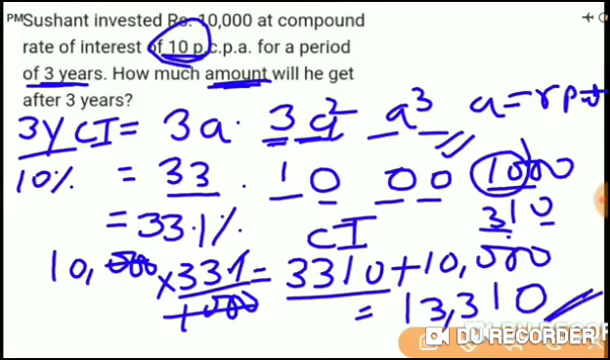 PM Sushant invested Rs. 10,000 at compound
rate of interest of 10 p.c.p.a. for a period
of 3 years. How much amount will he get
after 3 years?
3Y CI = 3a . 3a² a³ a = r p
10% = 33 . 10 00 10000
= 33.1% CI 310
10,000 × 331/1000 = 3310 + 10,000
= 13,310
DU RECORDER